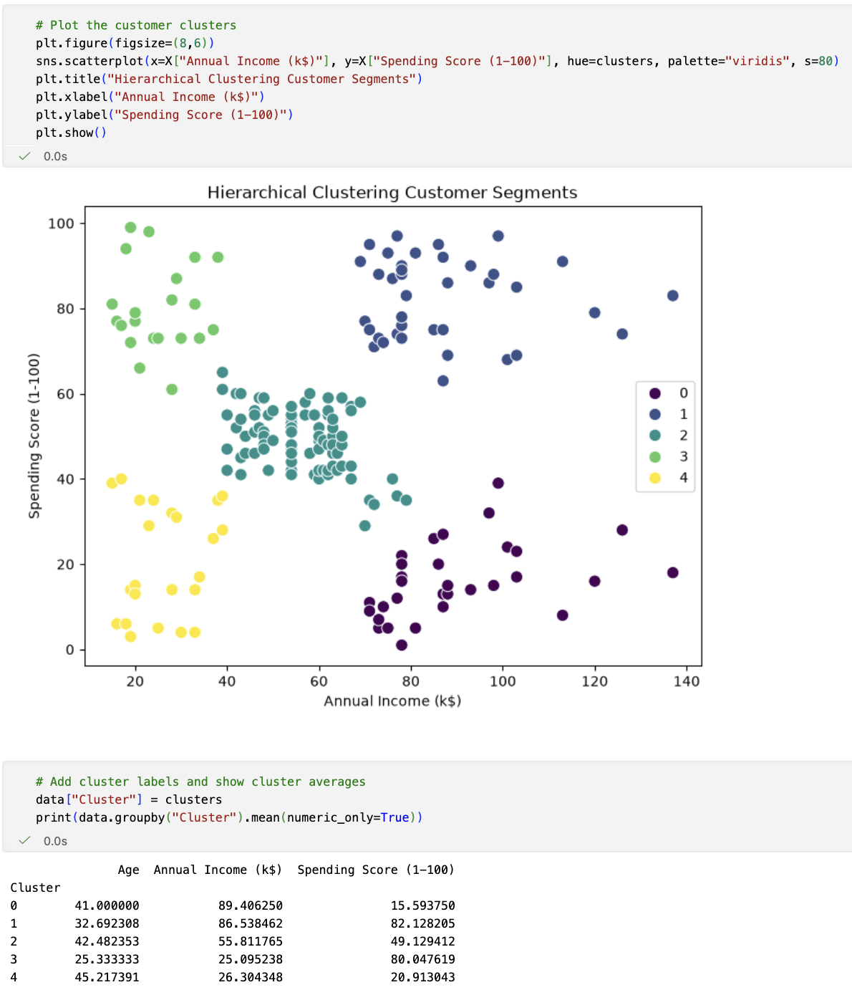 # Plot the customer clusters
plt.figure(figsize=(8,6))
sns.scatterplot(x=X["Annual Income (k$)"], y=X["Spending Score (1–100)"], hue=clusters, palette="viridis", s=80)
plt.title("Hierarchical Clustering Customer Segments")
plt.xlabel("Annual Income (k$)")
plt.ylabel("Spending Score (1–100)")
plt.show()
✓ 0.0s
Hierarchical Clustering Customer Segments
100
80
60
40
20
0
Spending Score (1-100)
0
1
2
3
4
20 40 60 80 100 120 140
Annual Income (k$)
# Add cluster labels and show cluster averages
data["Cluster"] = clusters
print(data.groupby("Cluster").mean(numeric_only=True))
✓ 0.0s
Age Annual Income (k$) Spending Score (1–100)
Cluster
0 41.000000 89.406250 15.593750
1 32.692308 86.538462 82.128205
2 42.482353 55.811765 49.129412
3 25.333333 25.095238 80.047619
4 45.217391 26.304348 20.913043